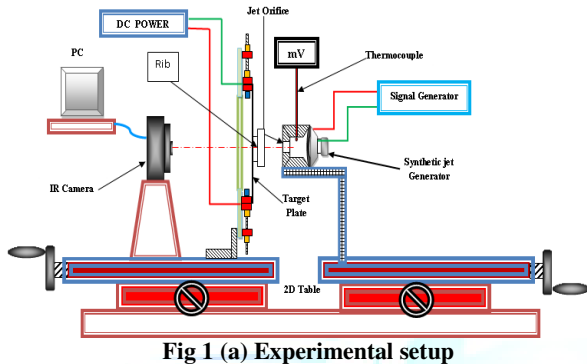 Jet Orifice
DC POWER
mV
PC
Rib
Thermocouple
Signal Generator
Synthetic jet
Generator
IR Camera
Target
Plate
2D Table
Fig 1 (a) Experimental setup